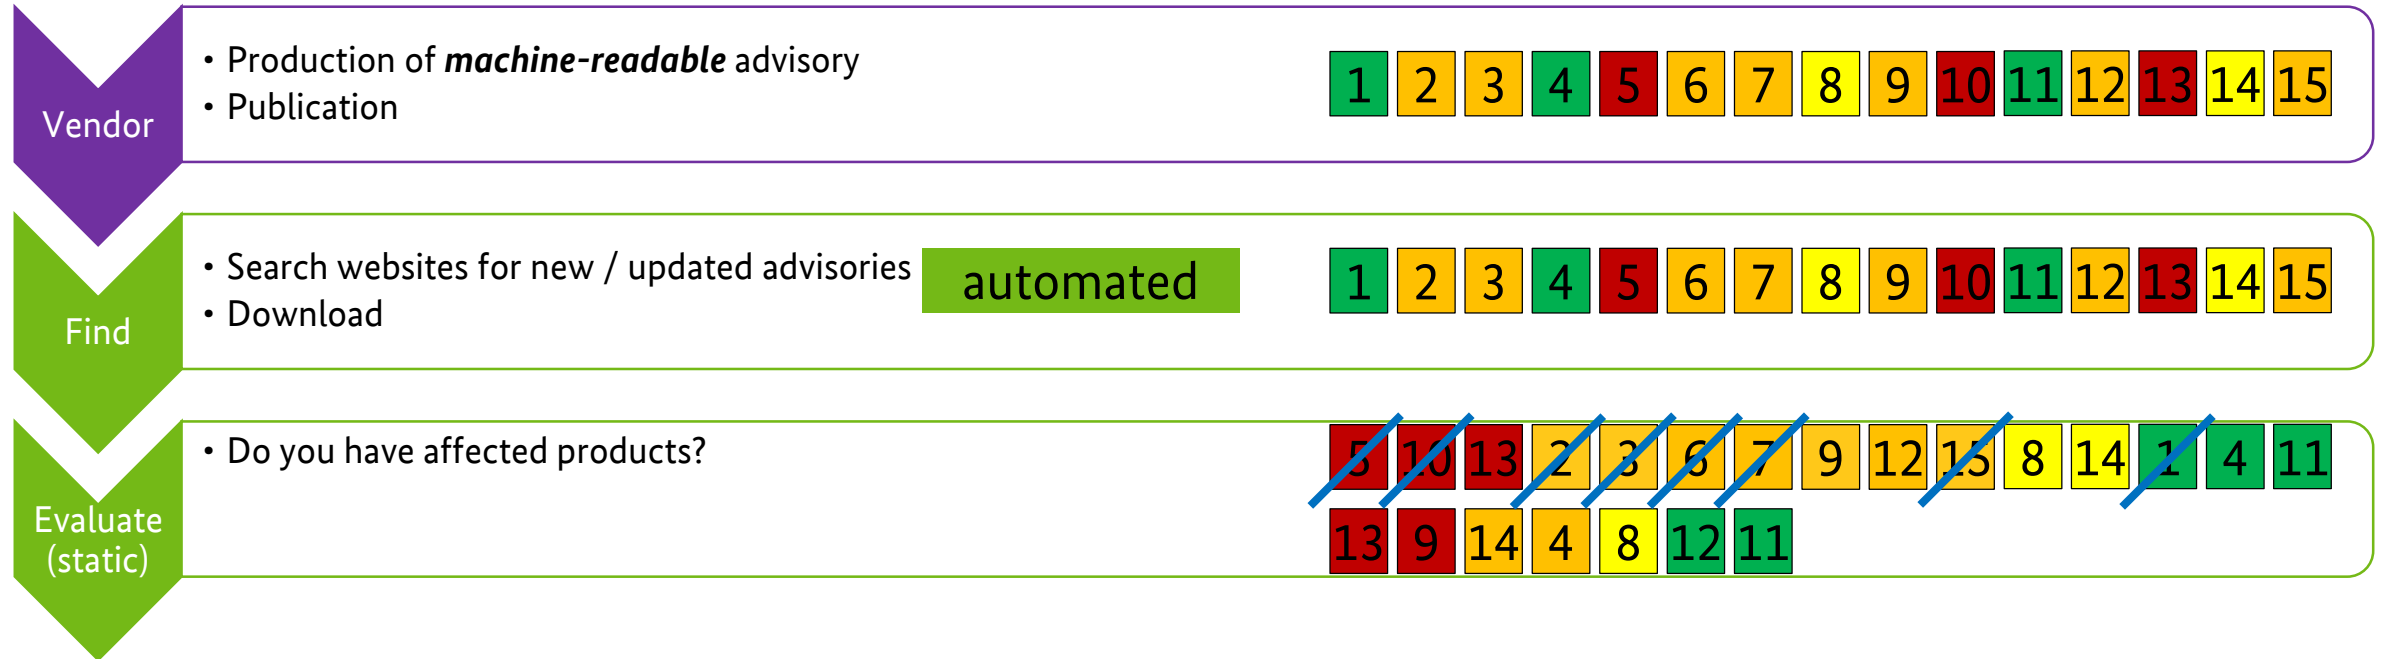 Vendor
• Production of machine-readable advisory
• Publication
1 2 3 4 5 6 7 8 9 10 11 12 13 14 15
Find
• Search websites for new / updated advisories
• Download
automated
1 2 3 4 5 6 7 8 9 10 11 12 13 14 15
Evaluate
(static)
• Do you have affected products?
5 10 13 2 3 6 7 9 12 15 8 14 1 4 11
13 9 14 4 8 12 11